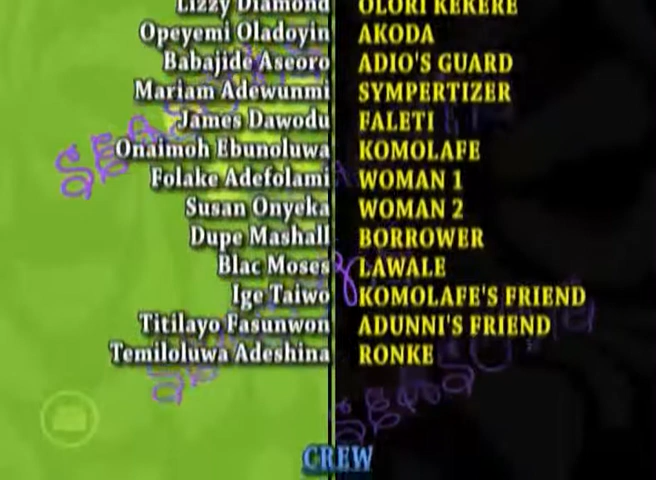 Lizzy Diamond OLORI KEKERE
Opeyemi Oladoyin AKODA
Babajide Aseoro ADIO'S GUARD
Mariam Adewunmi SYMPERTIZER
James Dawodu FALETI
Onaimoh Ebunoluwa KOMOLAFE
Folake Adefolami WOMAN 1
Susan Onyeka WOMAN 2
Dupe Mashall BORROWER
Blac Moses LAWALE
Ige Taiwo KOMOLAFE'S FRIEND
Titilayo Fasunwon ADUNNI'S FRIEND
Temiloluwa Adeshina RONKE
CREW